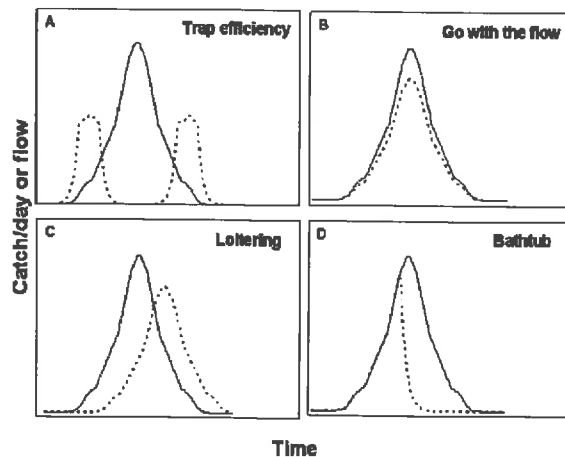 A
Trap efficiency
B
Go with the flow
Catch/day or flow
C
Loitering
D
Bathtub
Time